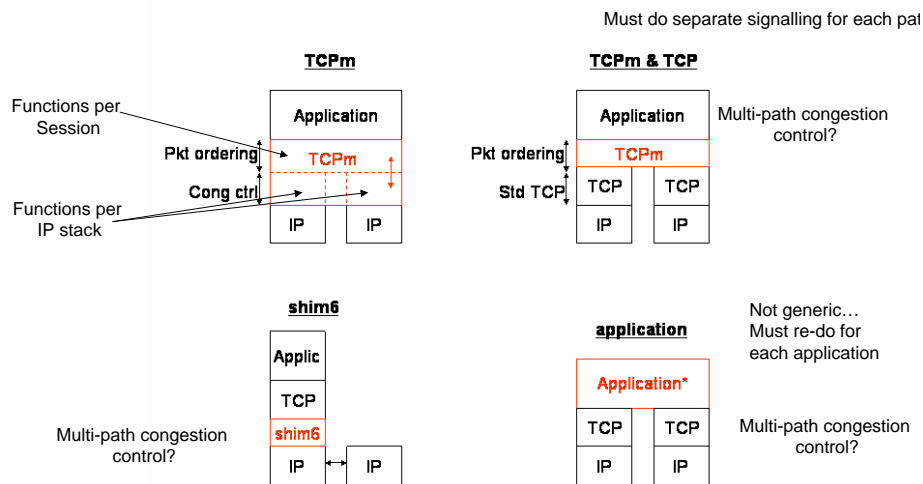 Must do separate signalling for each pat
TCPm
TCPm & TCP
Functions per
Session
Application
Pkt ordering
TCPm
Cong ctrl
Functions per
IP stack
IP
IP
Application
Multi-path congestion
control?
Pkt ordering
TCPm
Std TCP
TCP
TCP
IP
IP
shim6
Applic
TCP
shim6
Multi-path congestion
control?
IP
IP
application
Not generic…
Must re-do for
each application
Application*
TCP
TCP
Multi-path congestion
control?
IP
IP